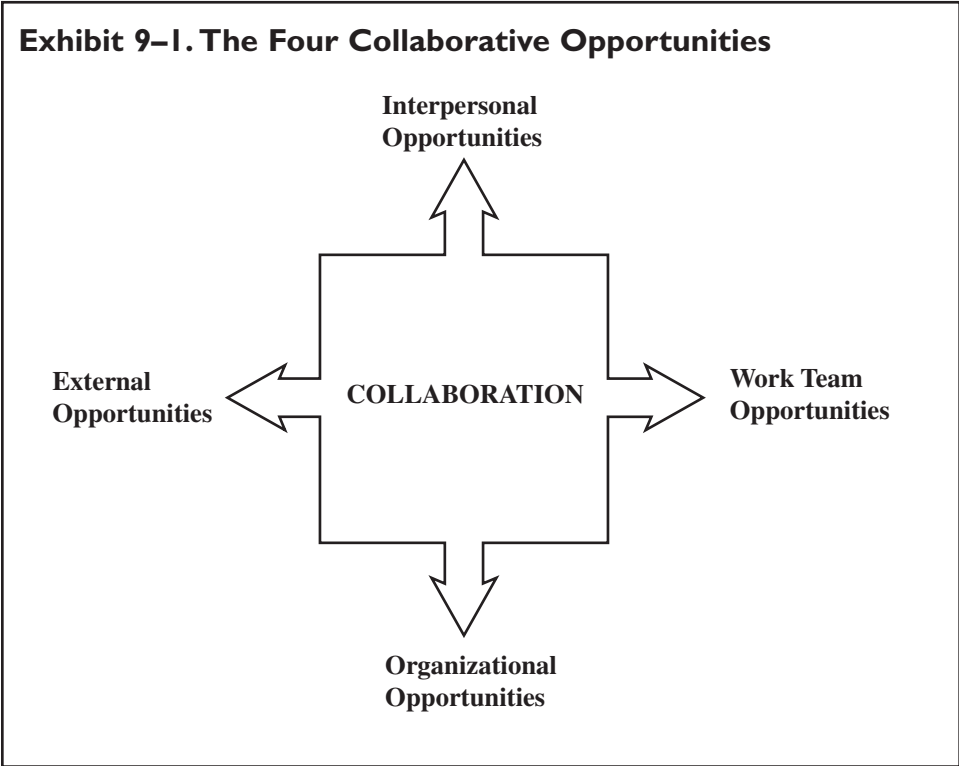 Exhibit 9–1. The Four Collaborative Opportunities
Interpersonal
Opportunities
External
Opportunities
COLLABORATION
Work Team
Opportunities
Organizational
Opportunities